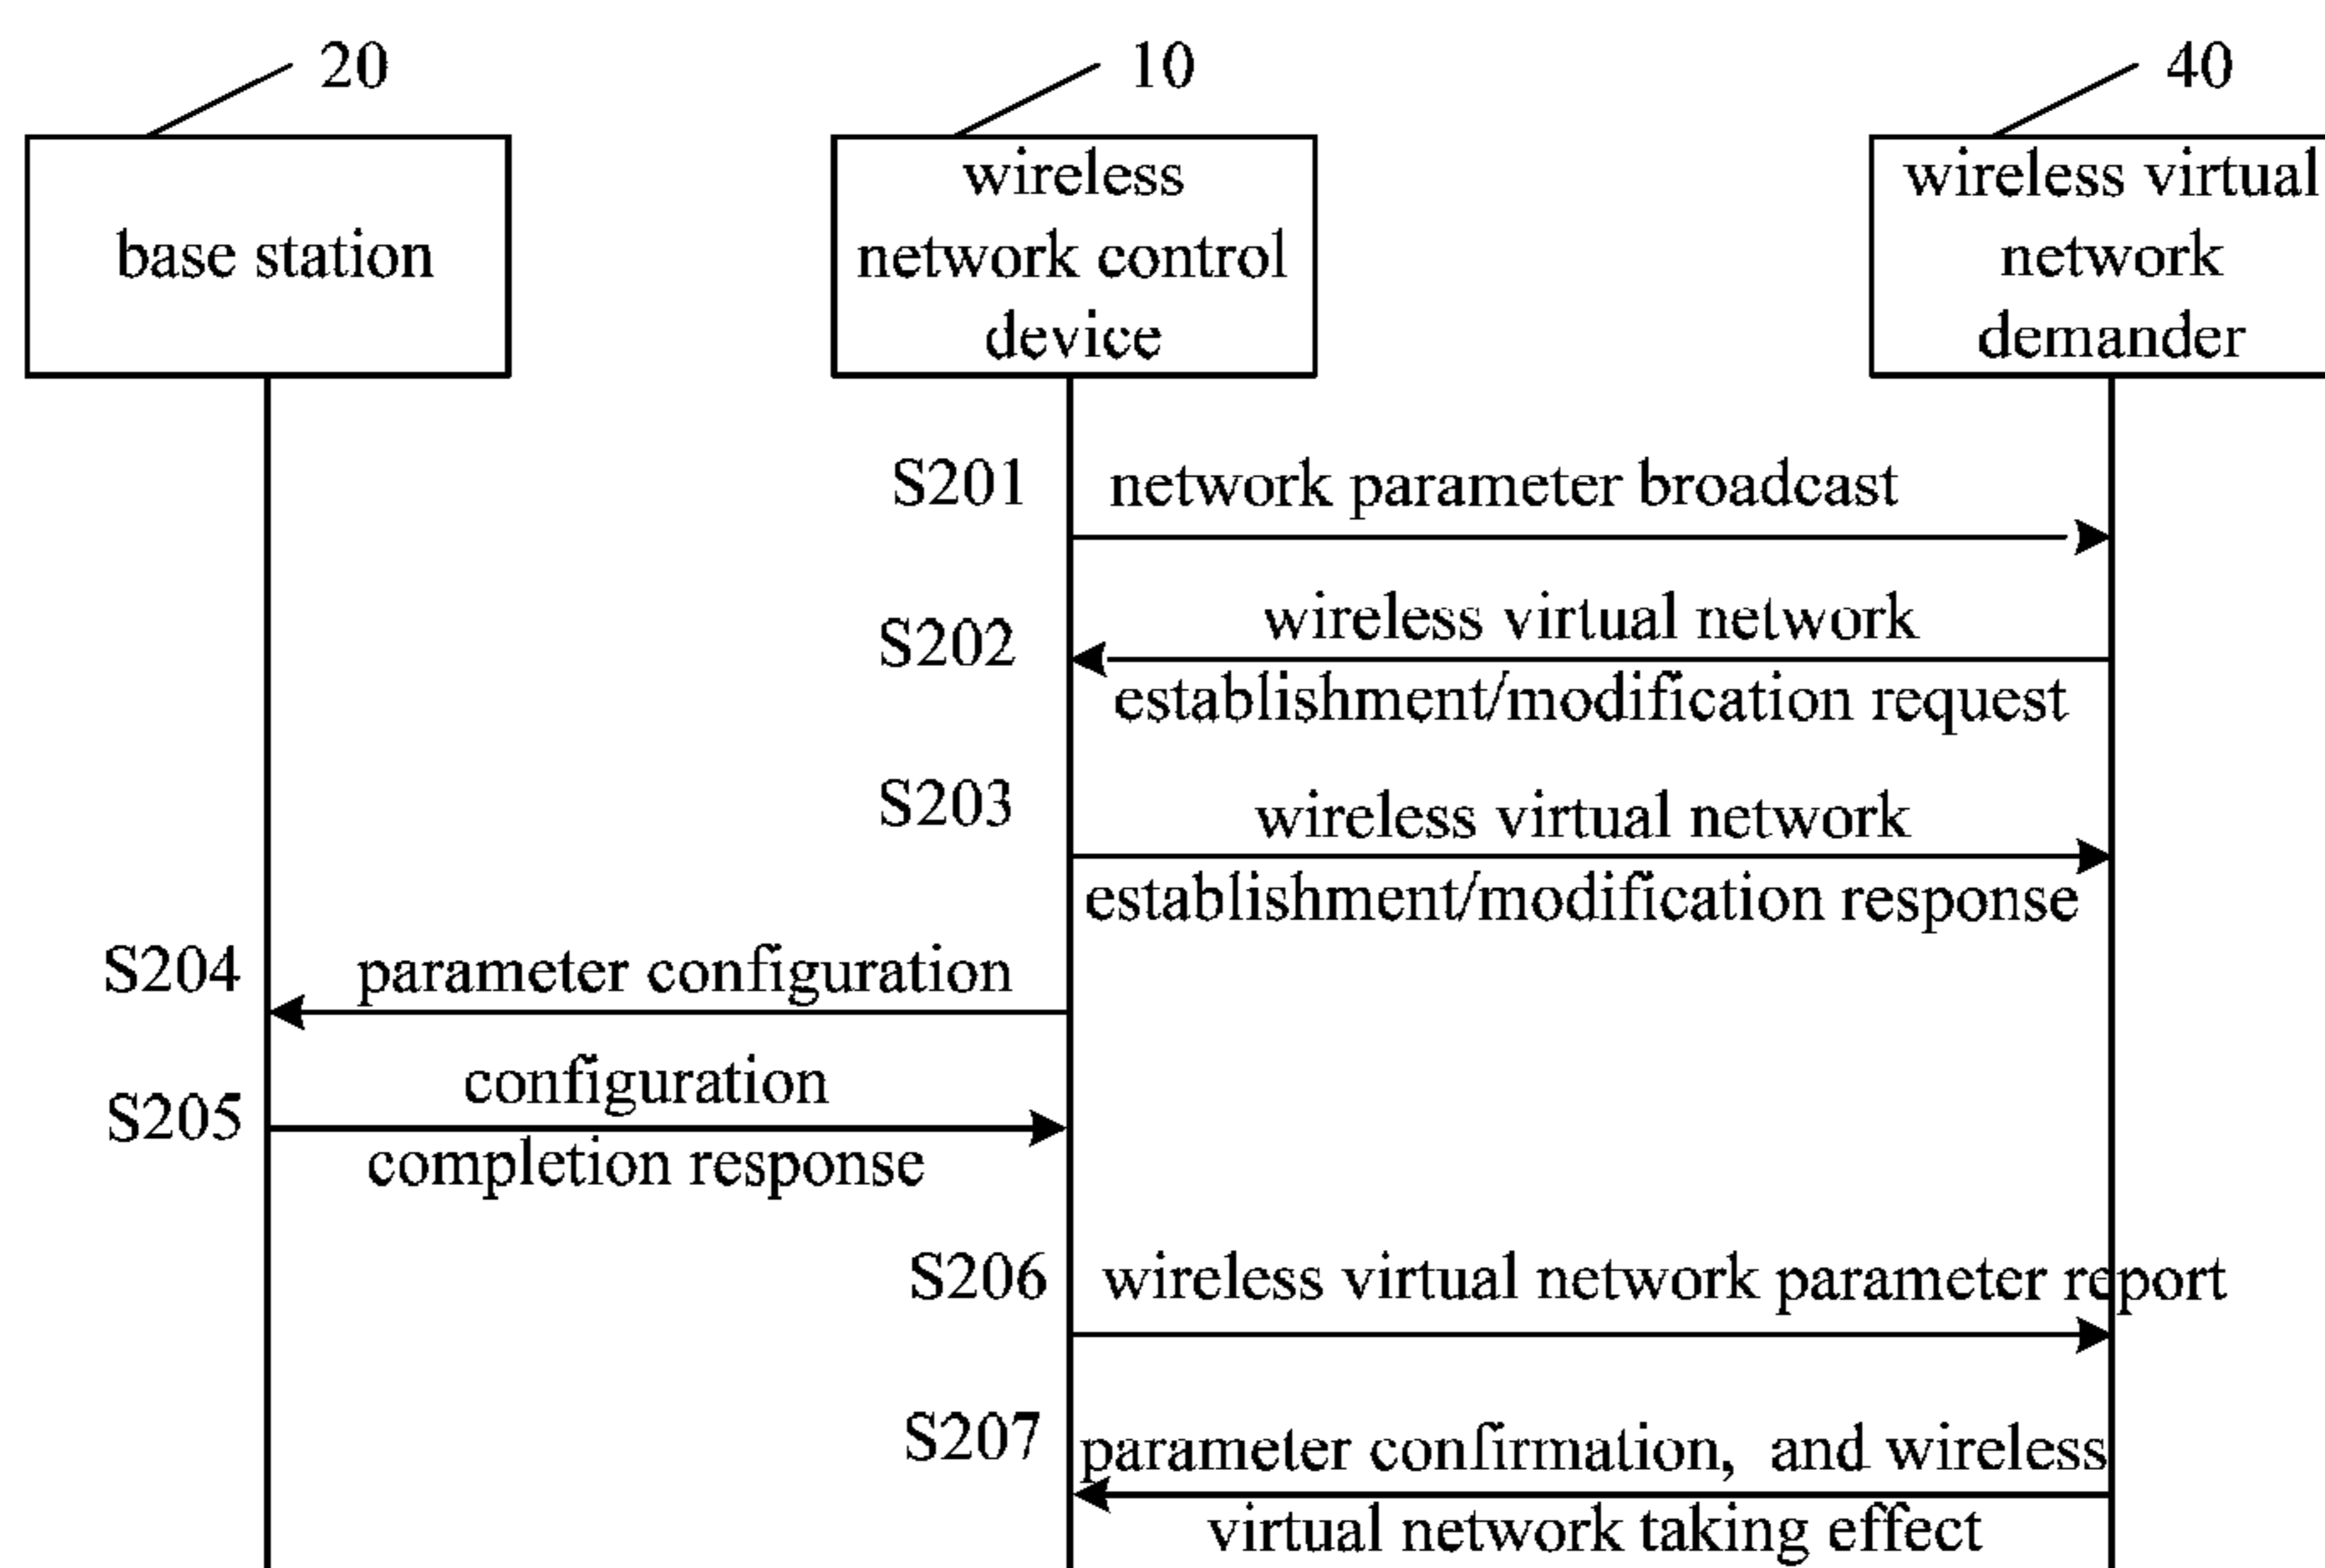 20
10
40
base station
wireless
network control
device
wireless virtual
network
demander
S201
network parameter broadcast
S202
wireless virtual network
establishment/modification request
S203
wireless virtual network
establishment/modification response
S204
parameter configuration
S205
configuration
completion response
S206
wireless virtual network parameter report
S207
parameter confirmation, and wireless
virtual network taking effect